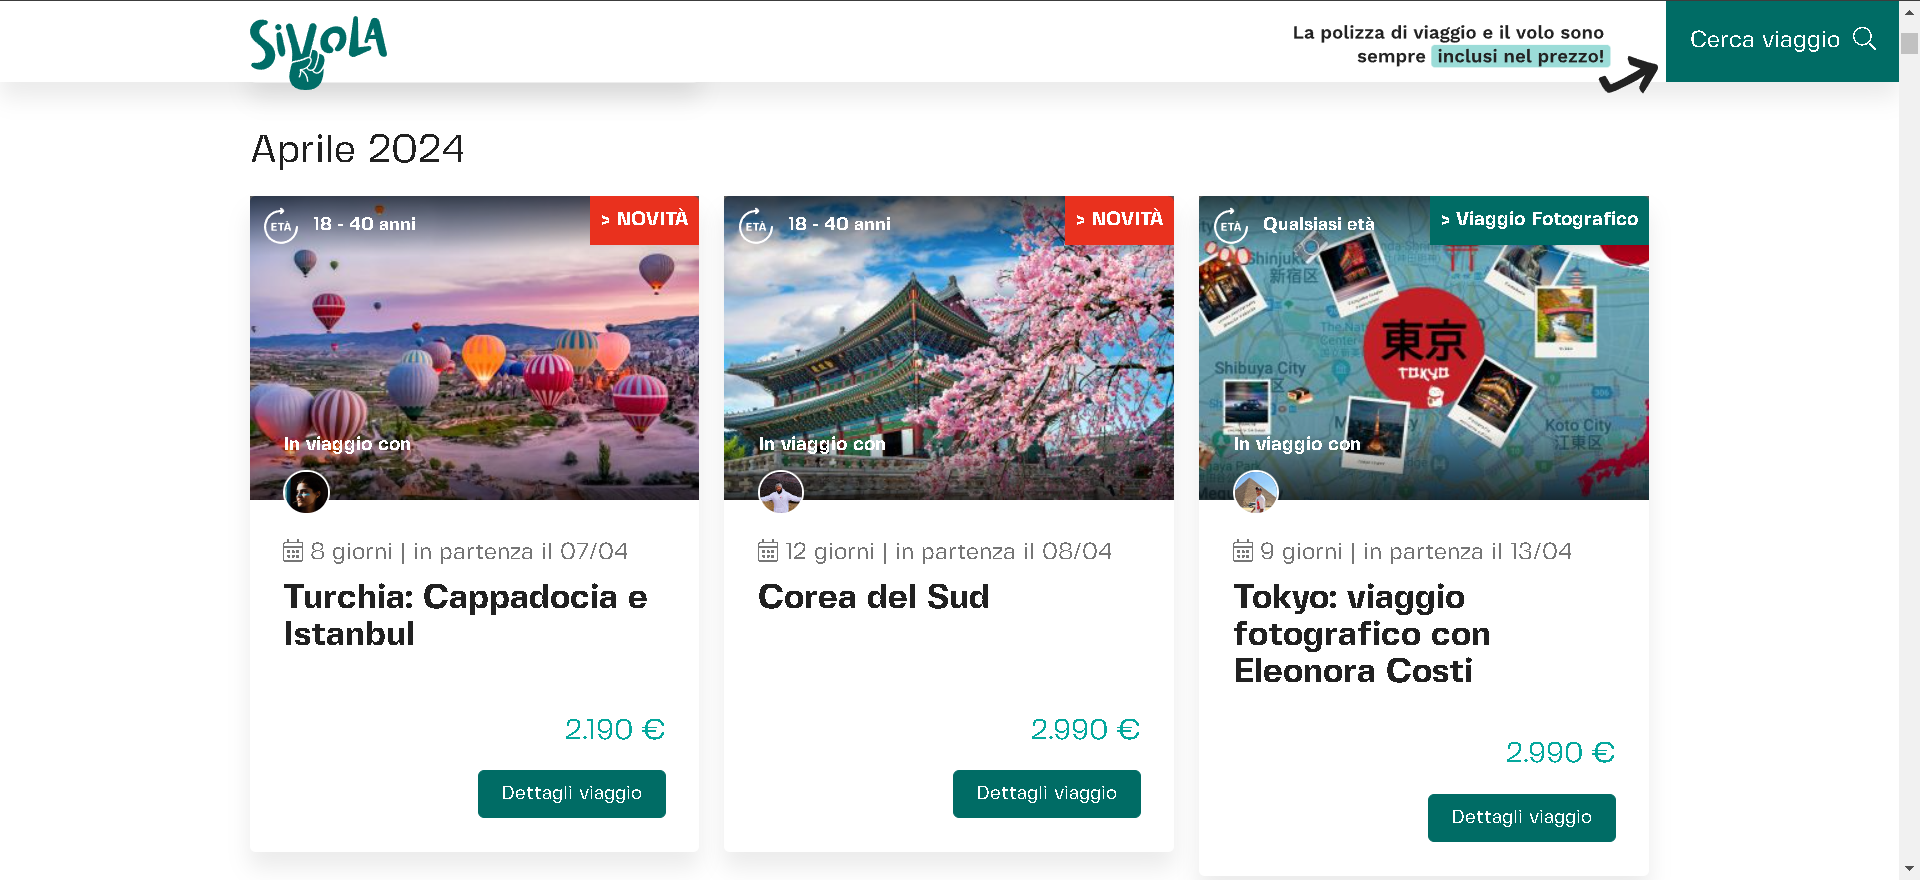 SiVOLA
La polizza di viaggio e il volo sono
sempre inclusi nel prezzo!
Cerca viaggio
Aprile 2024
ETÀ 18 - 40 anni
> NOVITÀ
In viaggio con
8 giorni | in partenza il 07/04
Turchia: Cappadocia e
Istanbul
2.190 €
Dettagli viaggio
ETÀ 18 - 40 anni
> NOVITÀ
In viaggio con
12 giorni | in partenza il 08/04
Corea del Sud
2.990 €
Dettagli viaggio
ETÀ Qualsiasi età
> Viaggio Fotografico
Shinjuku
新宿区
東京
TOKYO
Shibuya City
Koto City
江東区
In viaggio con
9 giorni | in partenza il 13/04
Tokyo: viaggio
fotografico con
Eleonora Costi
2.990 €
Dettagli viaggio